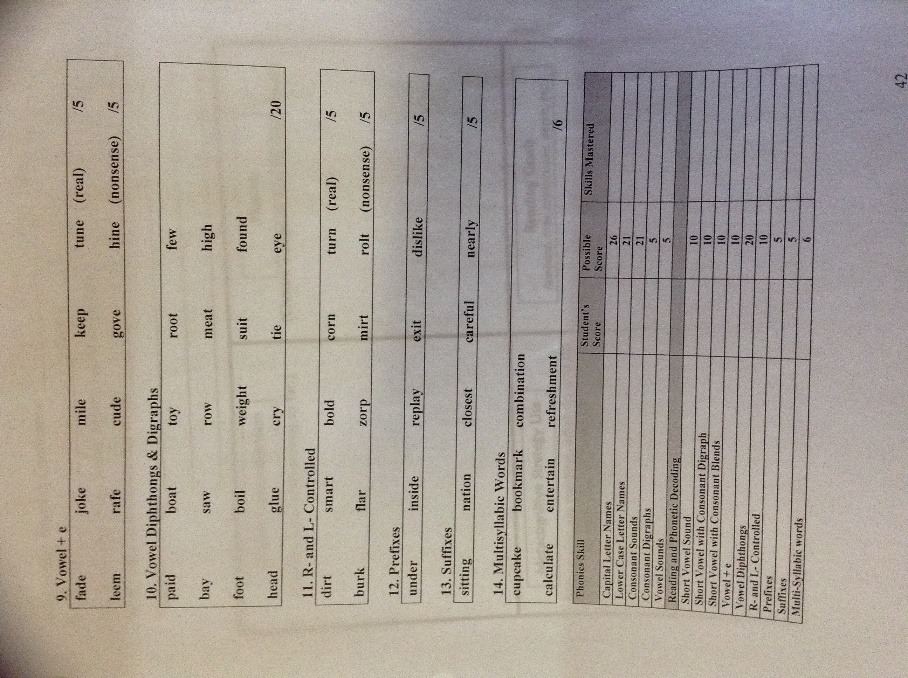 9. Vowel + e
fade joke mile keep tune (real) /5
leem rafe cude gove hine (nonsense) /5
10. Vowel Diphthongs & Digraphs
paid boat toy root few
bay saw row meat high
foot boil weight suit found
head glue cry tie eye /20
11. R- and L- Controlled
dirt smart bold corn turn (real) /5
burk flar zorp mirt rolt (nonsense) /5
12. Prefixes
under inside replay exit dislike /5
13. Suffixes
sitting nation closest careful nearly /5
14. Multisyllabic Words
cupcake bookmark combination
calculate entertain refreshment /6
Phonics Skill Student's Score Possible Score Skills Mastered
Capital Letter Names 26
Lower Case Letter Names 21
Consonant Sounds 21
Consonant Digraphs 5
Vowel Sounds 5
Reading and Phonetic Decoding
Short Vowel Sound 10
Short Vowel with Consonant Digraph 10
Short Vowel with Consonant Blends 10
Vowel + e 10
Vowel Diphthongs 20
R- and L- Controlled 10
Prefixes 5
Suffixes 5
Multi-Syllabic words 6
42